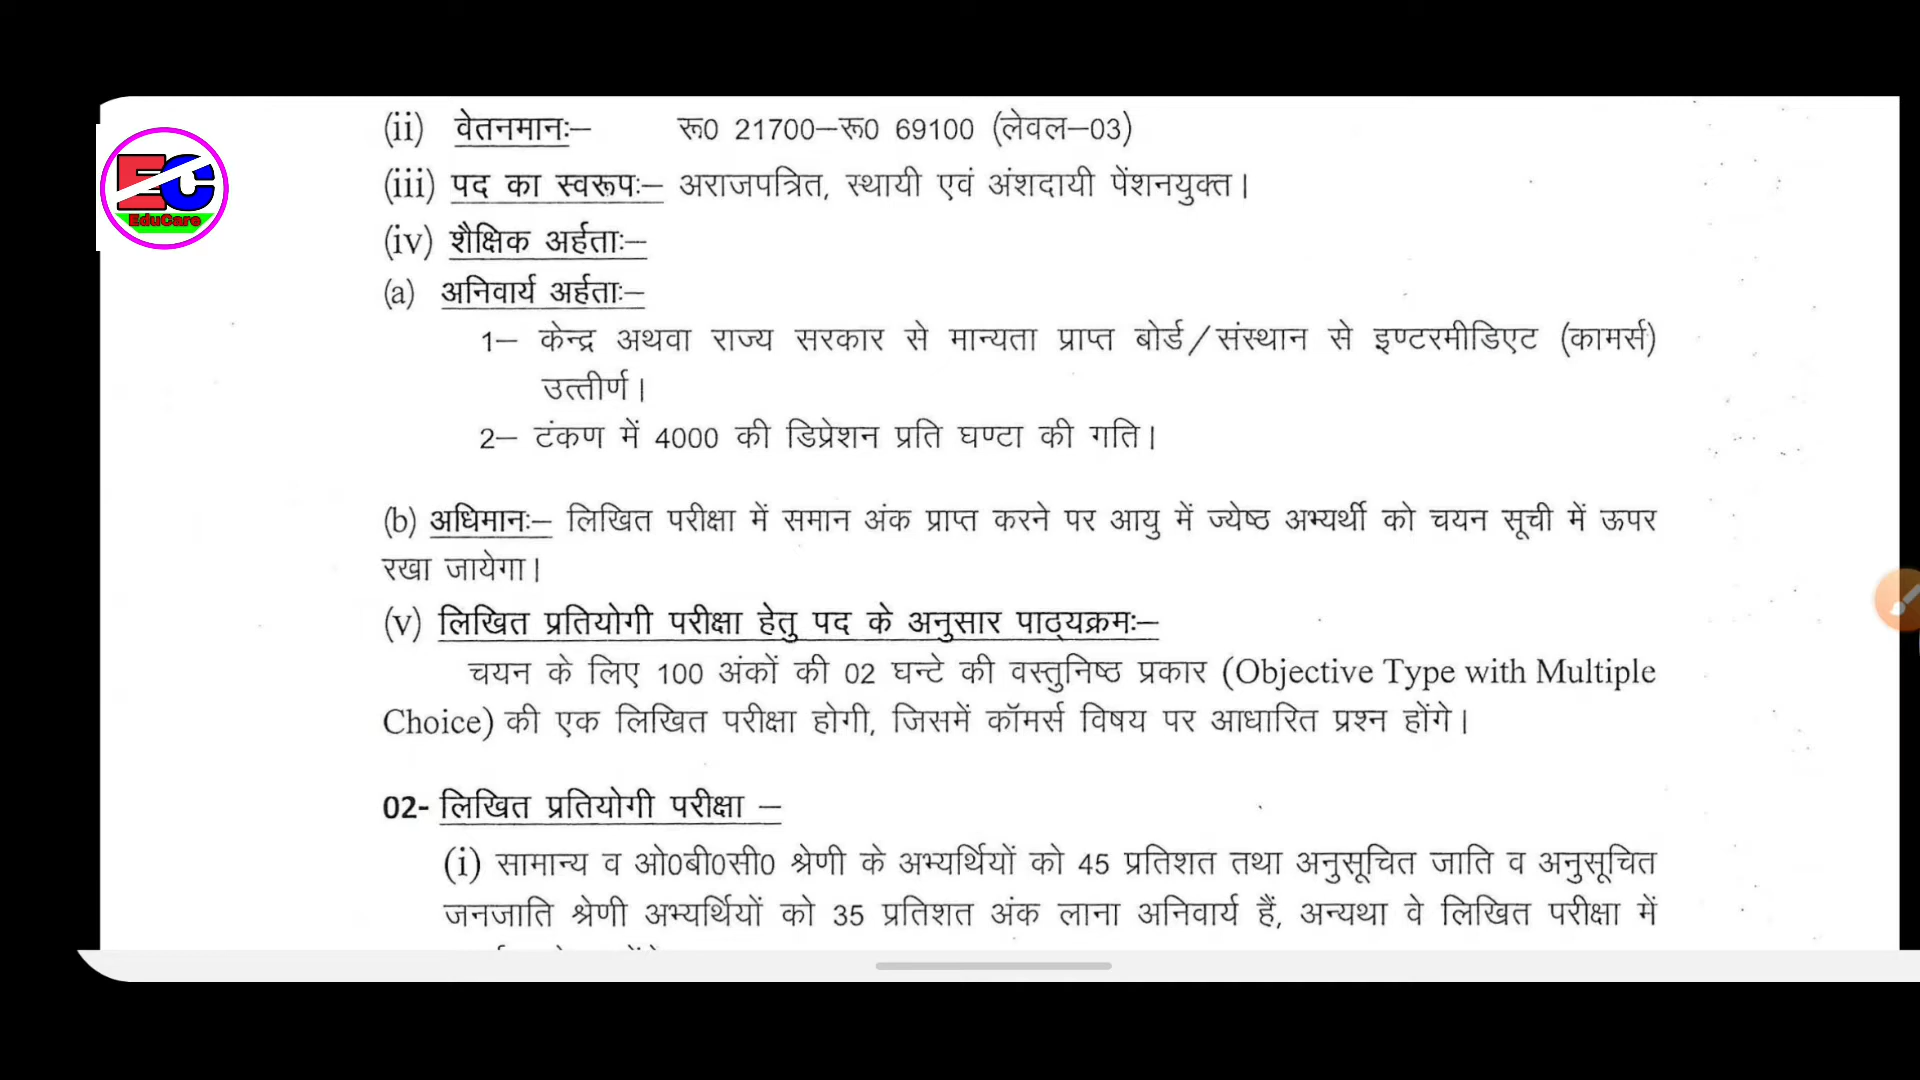 EC
EduCare
(ii) वेतनमानः– रू0 21700–रू0 69100 (लेवल–03)
(iii) पद का स्वरूपः– अराजपत्रित, स्थायी एवं अंशदायी पेंशनयुक्त।
(iv) शैक्षिक अर्हताः–
(a) अनिवार्य अर्हताः–
1– केन्द्र अथवा राज्य सरकार से मान्यता प्राप्त बोर्ड/संस्थान से इण्टरमीडिएट (कामर्स)
उत्तीर्ण।
2– टंकण में 4000 की डिप्रेशन प्रति घण्टा की गति।
(b) अधिमानः– लिखित परीक्षा में समान अंक प्राप्त करने पर आयु में ज्येष्ठ अभ्यर्थी को चयन सूची में ऊपर
रखा जायेगा।
(v) लिखित प्रतियोगी परीक्षा हेतु पद के अनुसार पाठ्यक्रमः–
चयन के लिए 100 अंकों की 02 घन्टे की वस्तुनिष्ठ प्रकार (Objective Type with Multiple
Choice) की एक लिखित परीक्षा होगी, जिसमें कॉमर्स विषय पर आधारित प्रश्न होंगे।
02- लिखित प्रतियोगी परीक्षा –
(i) सामान्य व ओ0बी0सी0 श्रेणी के अभ्यर्थियों को 45 प्रतिशत तथा अनुसूचित जाति व अनुसूचित
जनजाति श्रेणी अभ्यर्थियों को 35 प्रतिशत अंक लाना अनिवार्य हैं, अन्यथा वे लिखित परीक्षा में